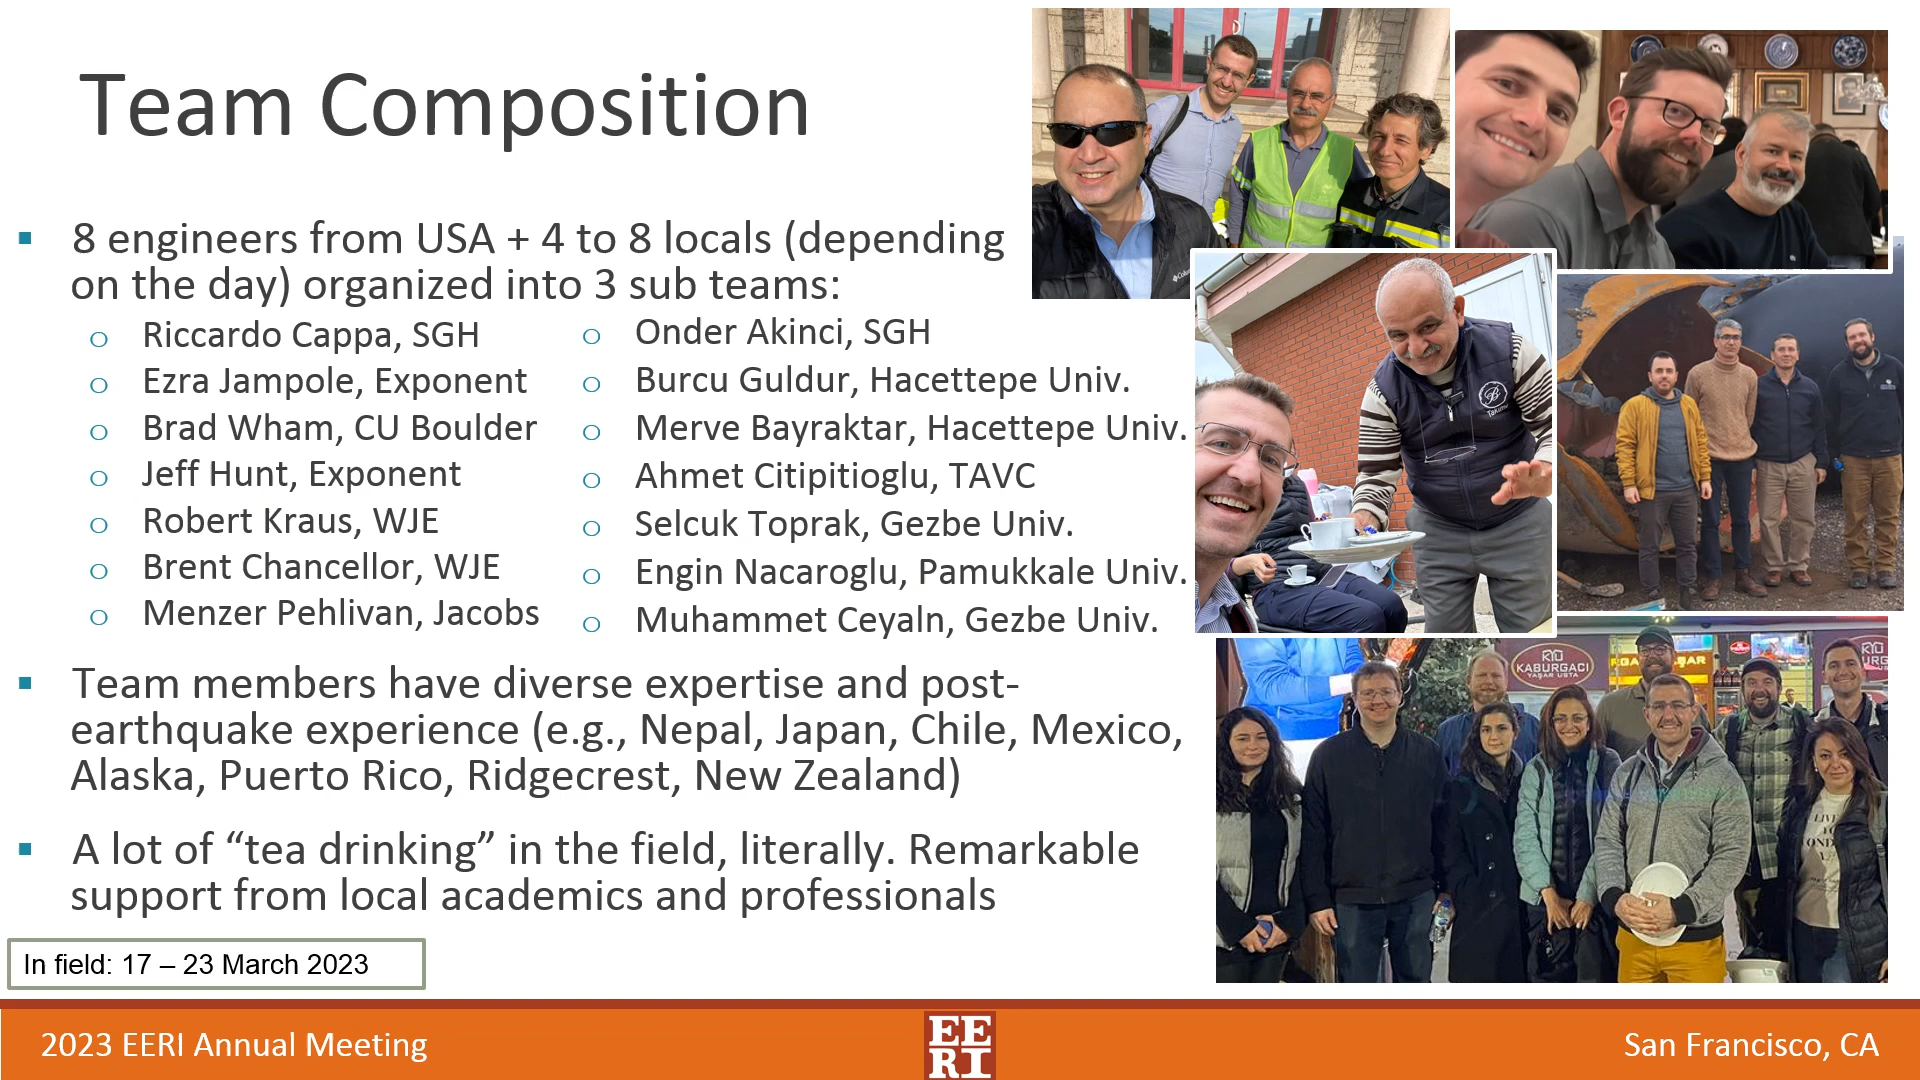 Team Composition
8 engineers from USA + 4 to 8 locals (depending
on the day) organized into 3 sub teams:
Riccardo Cappa, SGH
Ezra Jampole, Exponent
Brad Wham, CU Boulder
Jeff Hunt, Exponent
Robert Kraus, WJE
Brent Chancellor, WJE
Menzer Pehlivan, Jacobs
Onder Akinci, SGH
Burcu Guldur, Hacettepe Univ.
Merve Bayraktar, Hacettepe Univ.
Ahmet Citipitioglu, TAVC
Selcuk Toprak, Gezbe Univ.
Engin Nacaroglu, Pamukkale Univ.
Muhammet Ceyaln, Gezbe Univ.
Team members have diverse expertise and post-
earthquake experience (e.g., Nepal, Japan, Chile, Mexico,
Alaska, Puerto Rico, Ridgecrest, New Zealand)
A lot of “tea drinking” in the field, literally. Remarkable
support from local academics and professionals
In field: 17 – 23 March 2023
KABURGACI
YAŞAR USTA
2023 EERI Annual Meeting
EE
RI
San Francisco, CA